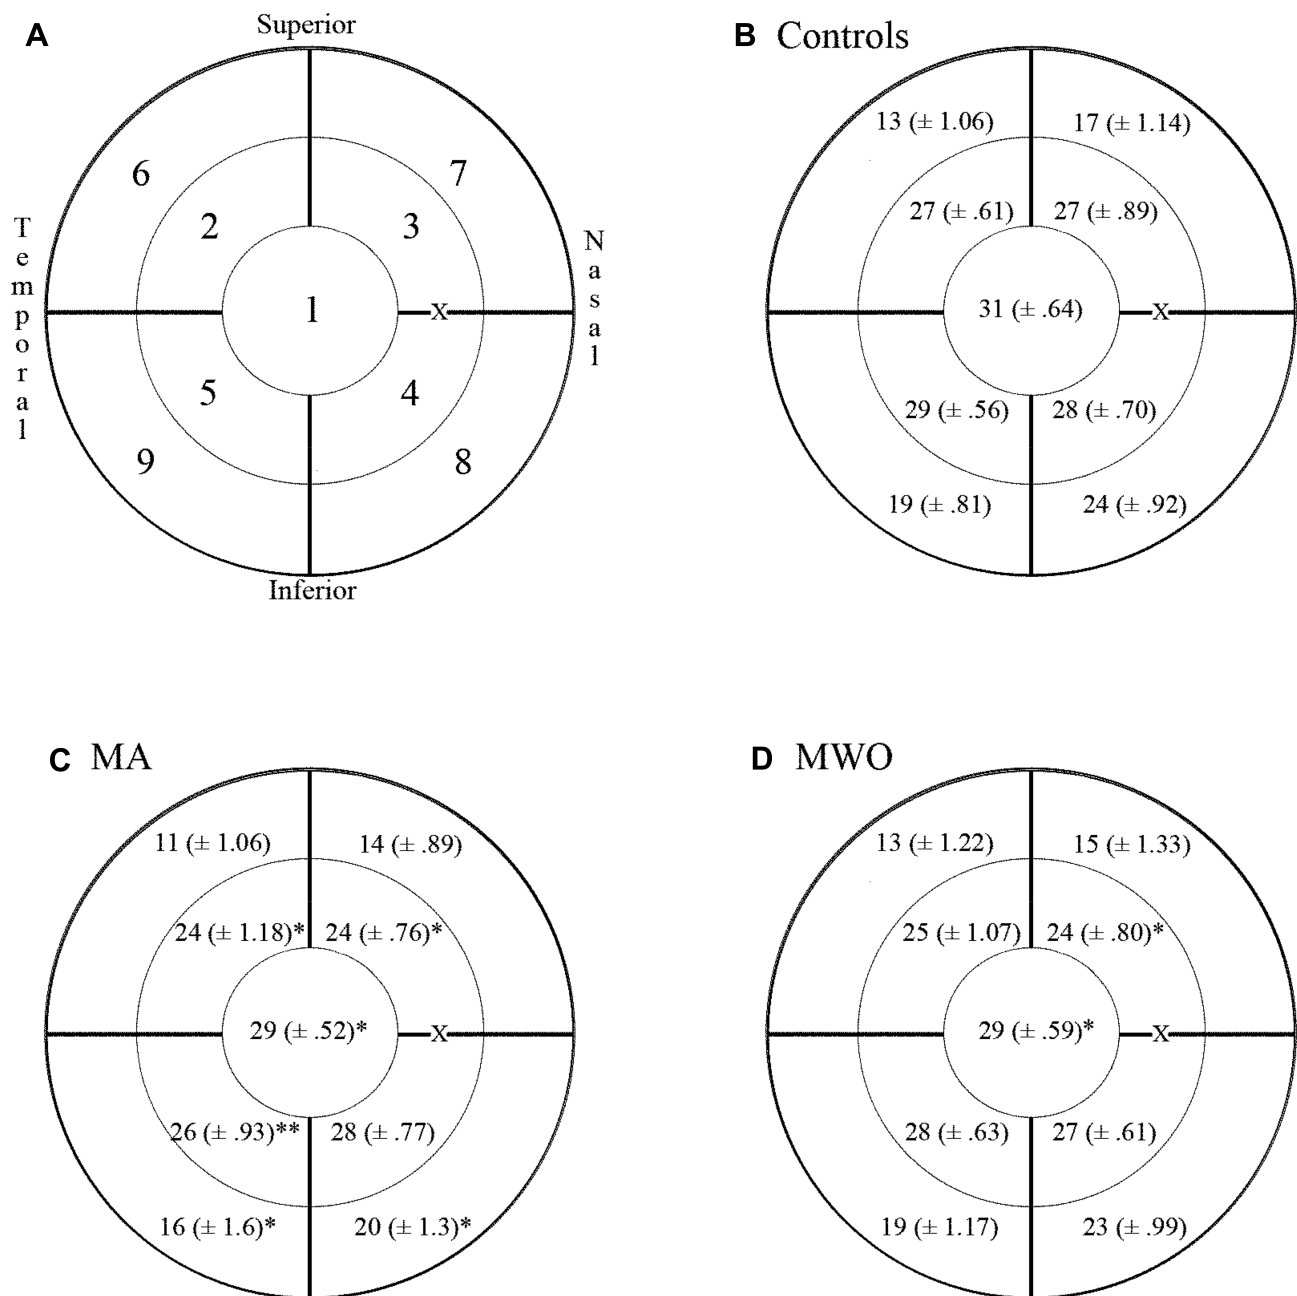 A
Superior
6
7
2
3
Temporal
Nasal
1
X
5
4
9
8
Inferior
B Controls
13 (± 1.06)
17 (± 1.14)
27 (± .61)
27 (± .89)
31 (± .64)
X
29 (± .56)
28 (± .70)
19 (± .81)
24 (± .92)
C MA
11 (± 1.06)
14 (± .89)
24 (± 1.18)*
24 (± .76)*
29 (± .52)*
X
26 (± .93)**
28 (± .77)
16 (± 1.6)*
20 (± 1.3)*
D MWO
13 (± 1.22)
15 (± 1.33)
25 (± 1.07)
24 (± .80)*
29 (± .59)*
X
28 (± .63)
27 (± .61)
19 (± 1.17)
23 (± .99)